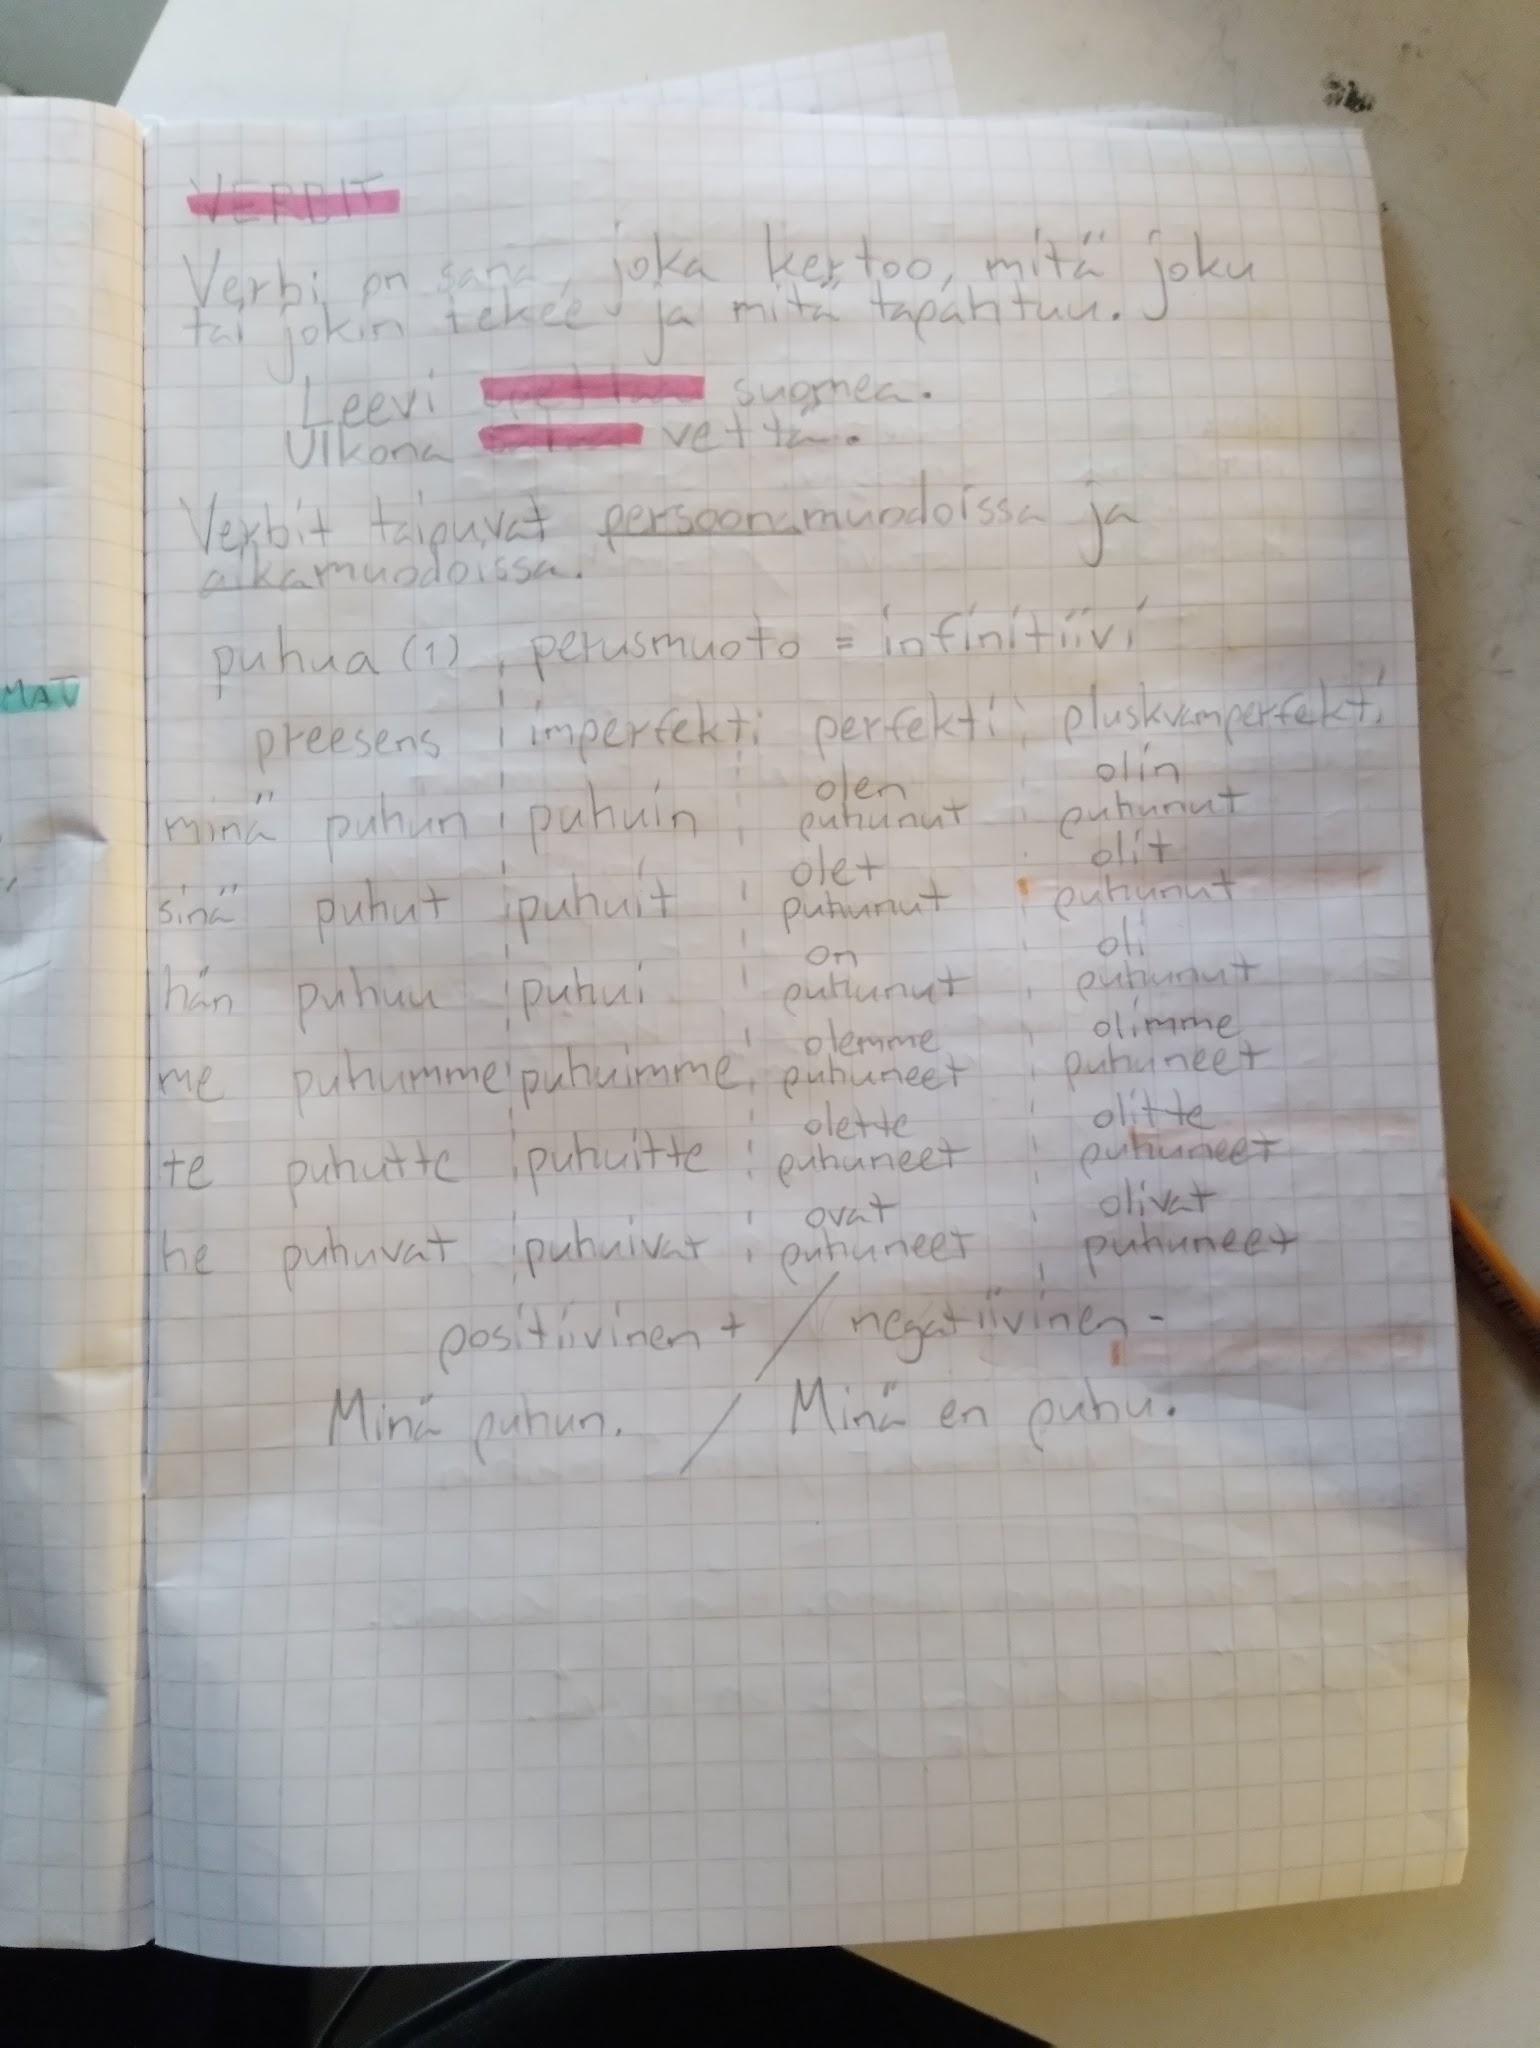 VERBIT
Verbi on sana, joka kertoo, mitä joku
tai jokin tekee ja mitä tapahtuu.
Leevi opettaa suomea.
Ulkona vettä.
Verbit taipuvat persoonamuodoissa ja
aikamuodoissa.
puhua (1), perusmuoto = infinitiivi
preesens imperfekti perfekti pluskvamperfekti
olen olin
minä puhun puhuin puhunut puhunut
olet olit
sinä puhut puhuit puhunut puhunut
on oli
hän puhuu puhui puhunut puhunut
olemme olimme
me puhumme puhuimme puhuneet puhuneet
olette olitte
te puhutte puhuitte puhuneet puhuneet
ovat olivat
he puhuvat puhuivat puhuneet puhuneet
positiivinen + / negatiivinen -
Minä puhun. / Minä en puhu.
MAT